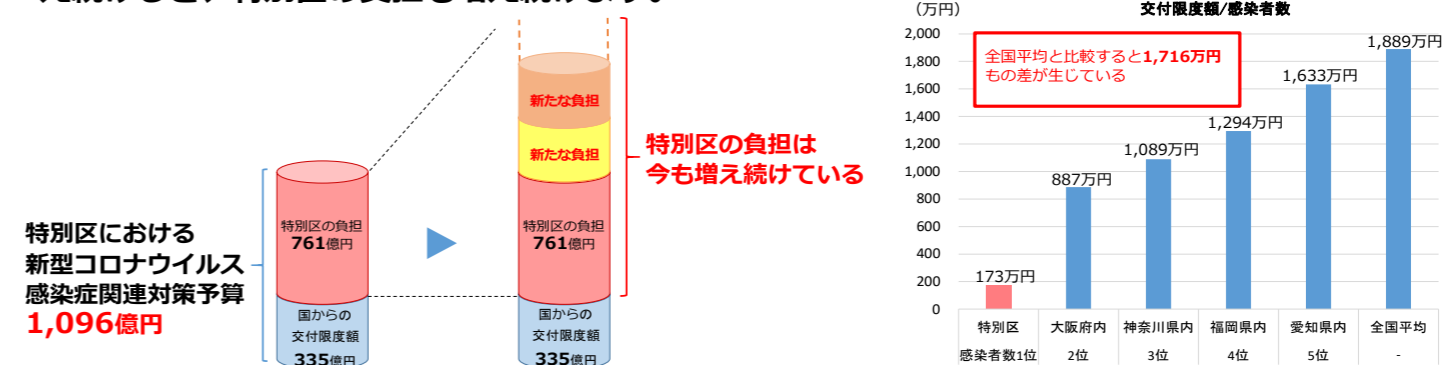 特別区における
新型コロナウイルス
感染症関連対策予算
1,096億円
特別区の負担
761億円
国からの
交付限度額
335億円
新たな負担
新たな負担
特別区の負担
761億円
国からの
交付限度額
335億円
特別区の負担は
今も増え続けている
(万円)
交付限度額/感染者数
全国平均と比較すると1,716万円
もの差が生じている
2,000
1,800
1,600
1,400
1,200
1,000
800
600
400
200
0
173万円
887万円
1,089万円
1,294万円
1,633万円
1,889万円
特別区 大阪府内 神奈川県内 福岡県内 愛知県内 全国平均
感染者数1位 2位 3位 4位 5位 -